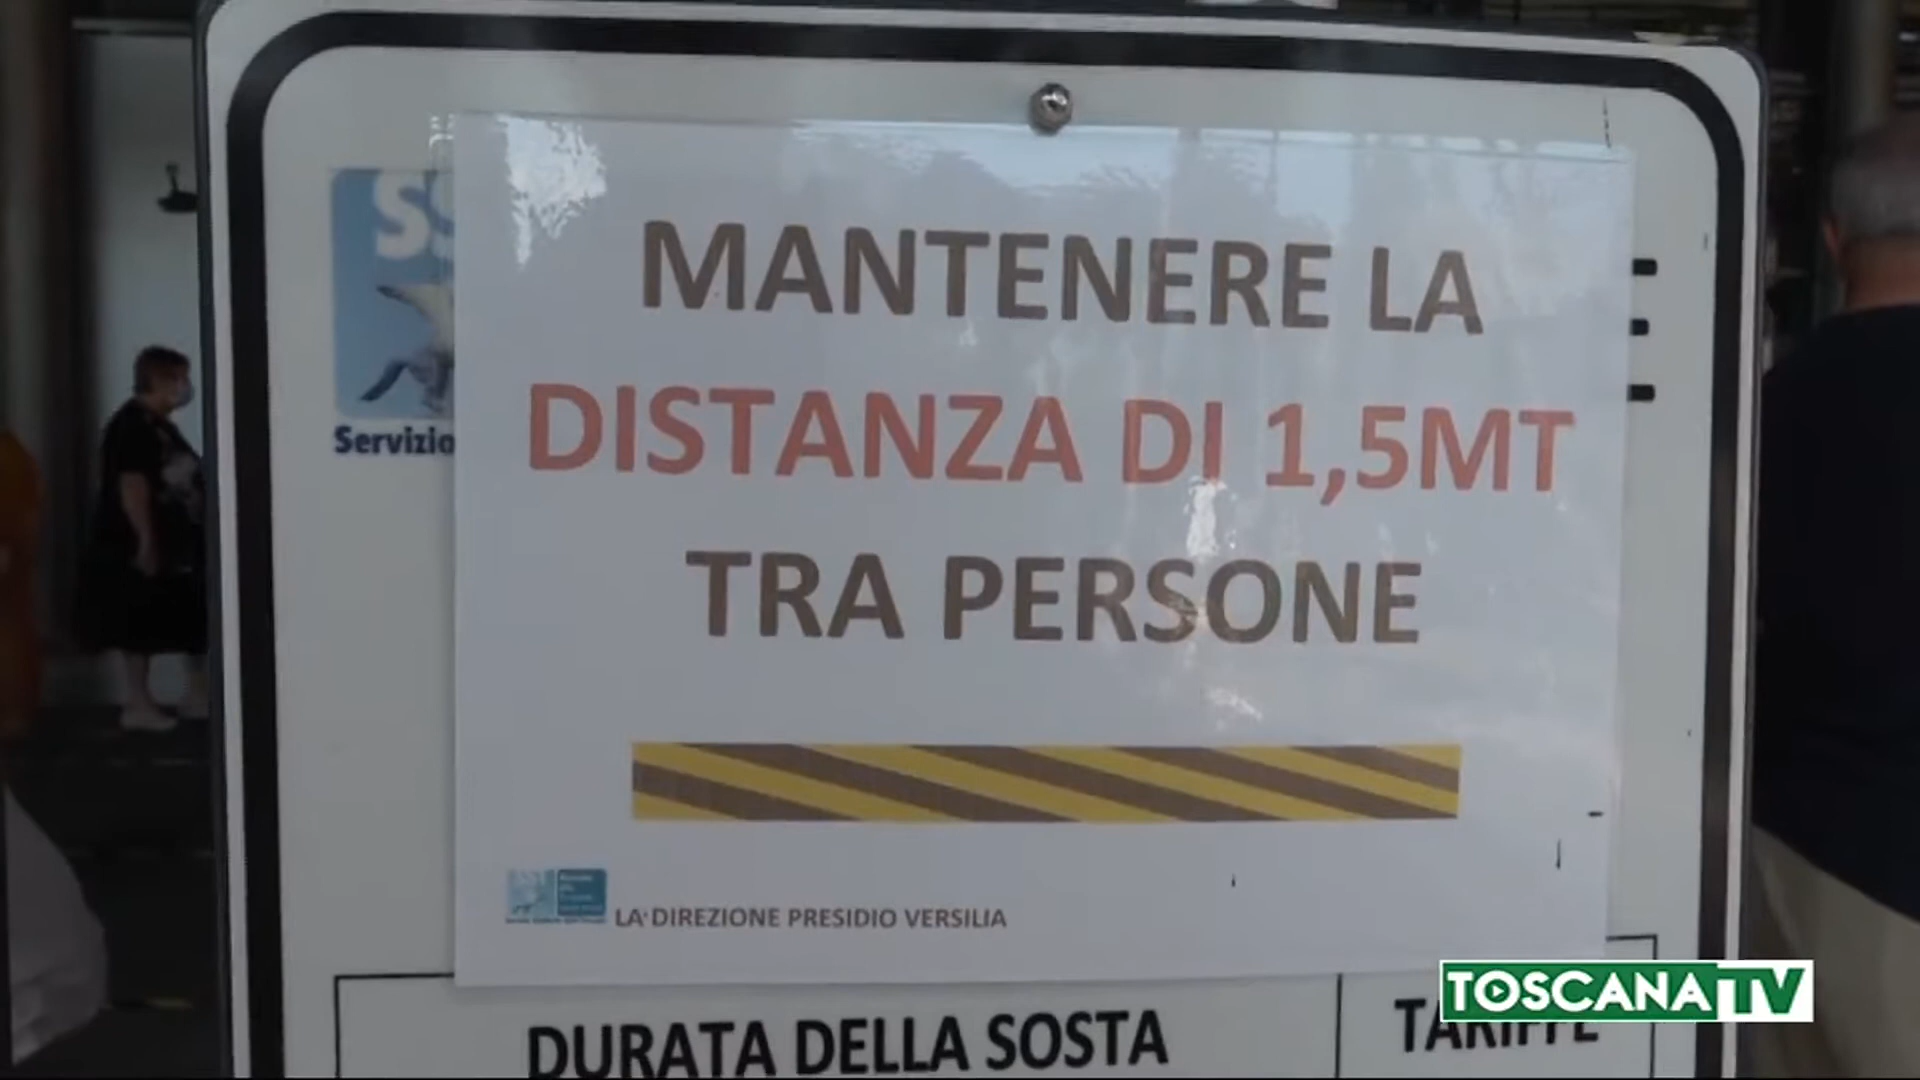 MANTENERE LA
DISTANZA DI 1,5MT
TRA PERSONE
Servizio
LA DIREZIONE PRESIDIO VERSILIA
DURATA DELLA SOSTA
TARIFFE
TOSCANA TV